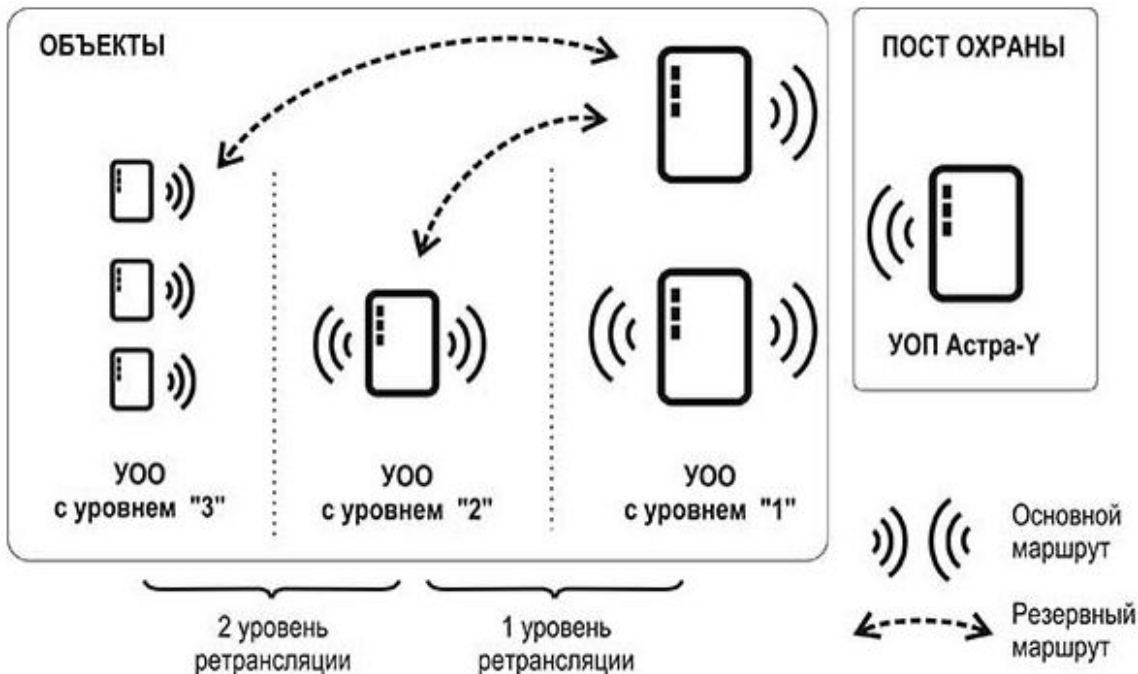 ОБЪЕКТЫ
ПОСТ ОХРАНЫ
УОП Астра-Y
УОО
с уровнем "3"
УОО
с уровнем "2"
УОО
с уровнем "1"
Основной
маршрут
Резервный
маршрут
2 уровень
ретрансляции
1 уровень
ретрансляции